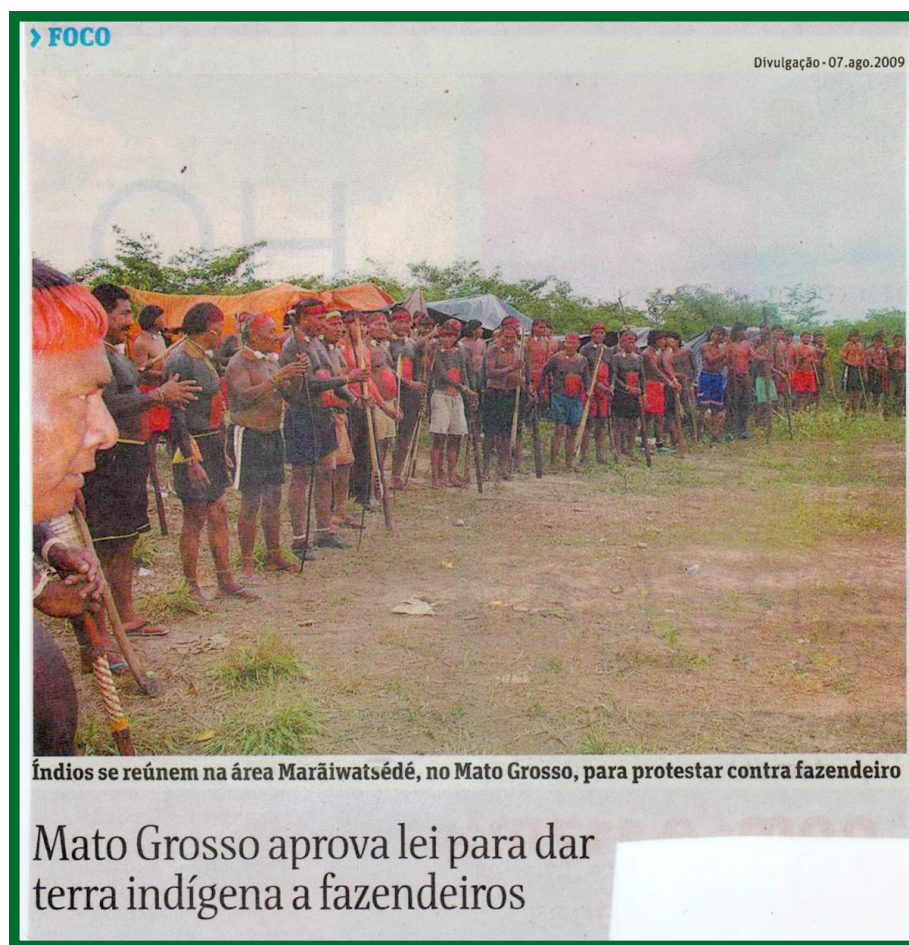 › FOCO
Divulgação - 07.ago.2009
Índios se reúnem na área Marãiwatsédé, no Mato Grosso, para protestar contra fazendeiro
Mato Grosso aprova lei para dar
terra indígena a fazendeiros